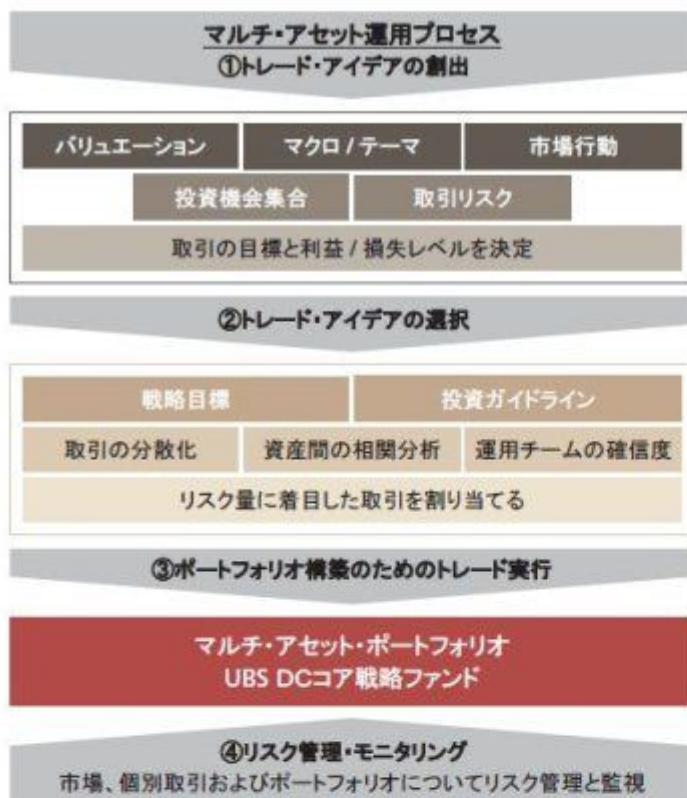 マルチ・アセット運用プロセス
①トレード・アイデアの創出
バリュエーション マクロ / テーマ 市場行動
投資機会集合 取引リスク
取引の目標と利益 / 損失レベルを決定
②トレード・アイデアの選択
戦略目標 投資ガイドライン
取引の分散化 資産間の相関分析 運用チームの確信度
リスク量に着目した取引を割り当てる
③ポートフォリオ構築のためのトレード実行
マルチ・アセット・ポートフォリオ
UBS DCコア戦略ファンド
④リスク管理・モニタリング
市場、個別取引およびポートフォリオについてリスク管理と監視